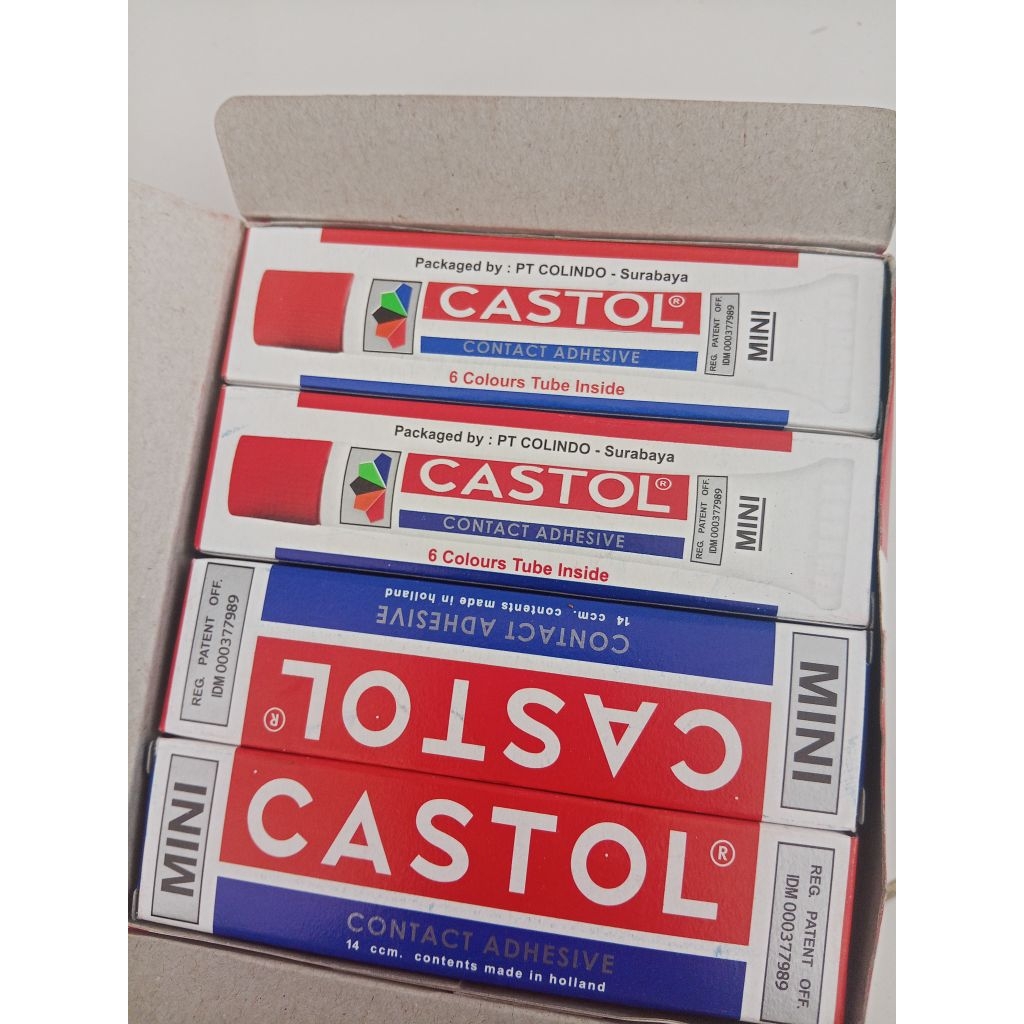 Packaged by : PT COLINDO - Surabaya
CASTOL®
CONTACT ADHESIVE
REG. PATENT OFF.
IDM 000377989
MINI
6 Colours Tube Inside
Packaged by : PT COLINDO - Surabaya
CASTOL®
CONTACT ADHESIVE
REG. PATENT OFF.
IDM 000377989
MINI
6 Colours Tube Inside
MINI
CASTOL®
CONTACT ADHESIVE
14 ccm. contents made in holland
REG. PATENT OFF.
IDM 000377989
MINI
CASTOL®
CONTACT ADHESIVE
14 ccm. contents made in holland
REG. PATENT OFF.
IDM 000377989